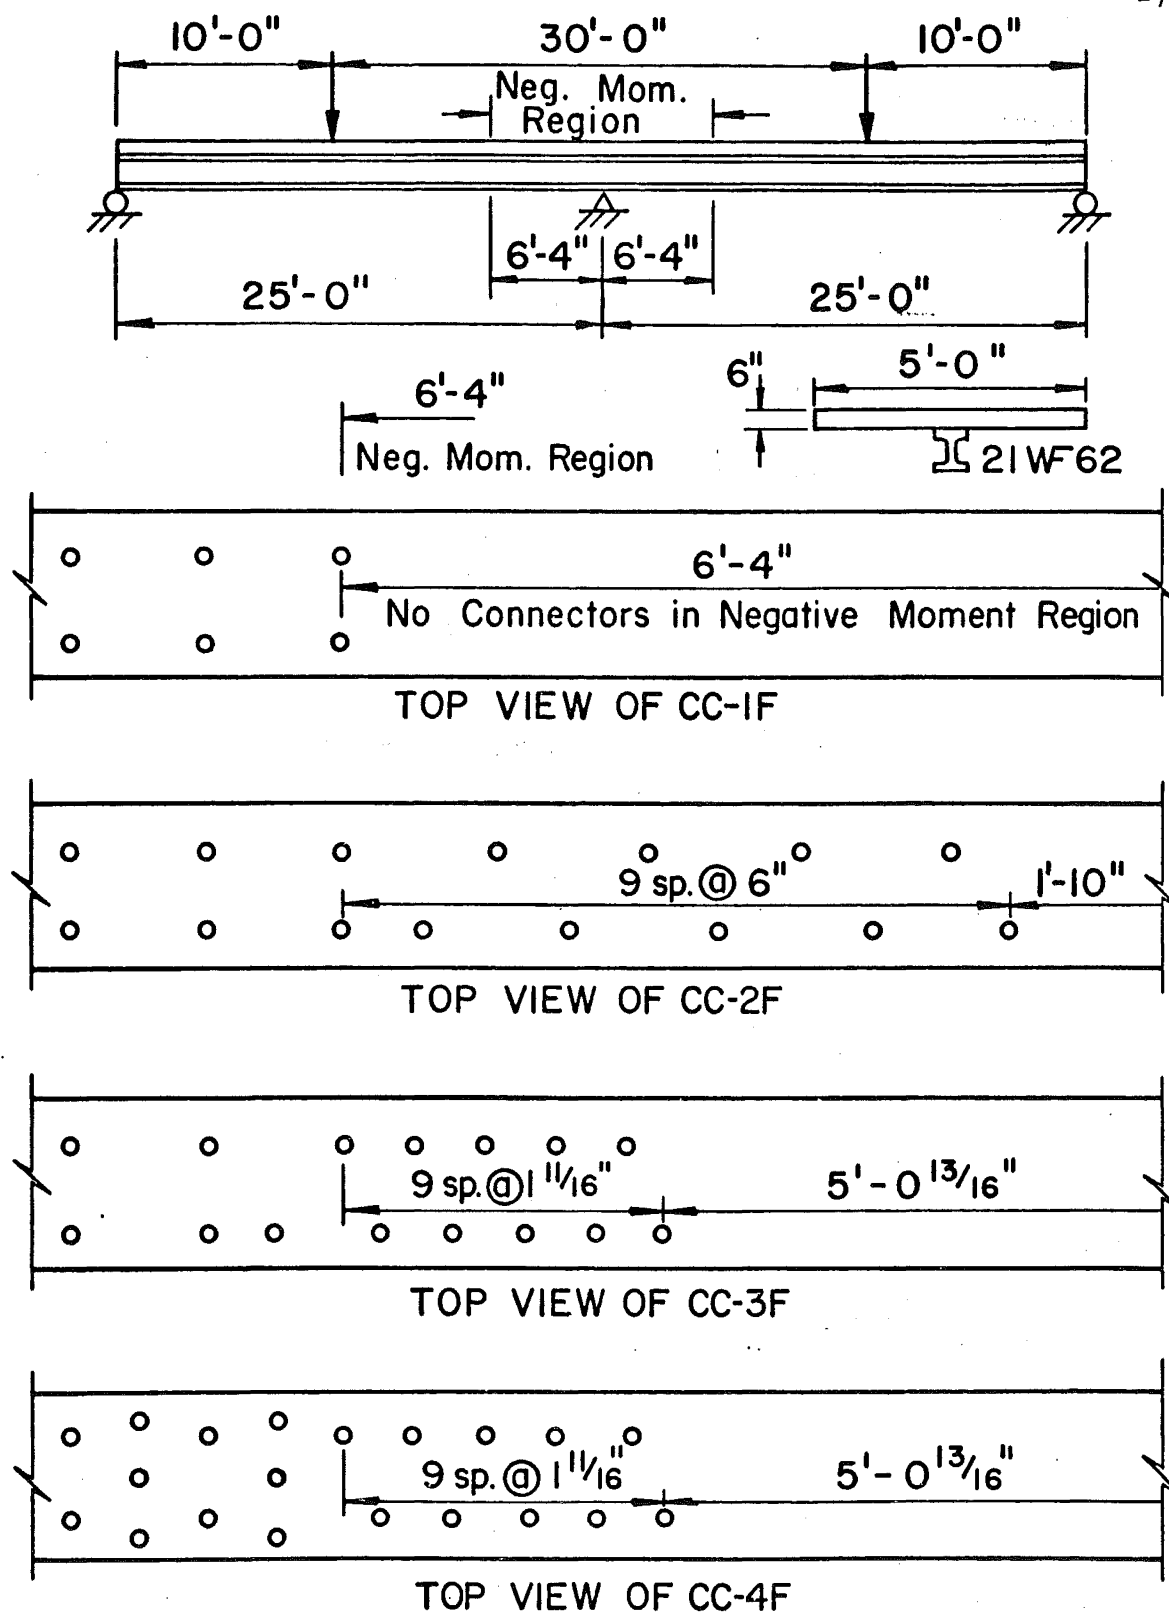 10'-0" 30'-0" 10'-0"
Neg. Mom.
Region
6'-4" 6'-4"
25'-0" 25'-0"
6" 5'-0"
6'-4"
Neg. Mom. Region 21 WF 62
6'-4"
No Connectors in Negative Moment Region
TOP VIEW OF CC-1F
9 sp. @ 6" 1'-10"
TOP VIEW OF CC-2F
9 sp. @ 1 11/16" 5'-0 13/16"
TOP VIEW OF CC-3F
9 sp. @ 1 11/16" 5'-0 13/16"
TOP VIEW OF CC-4F